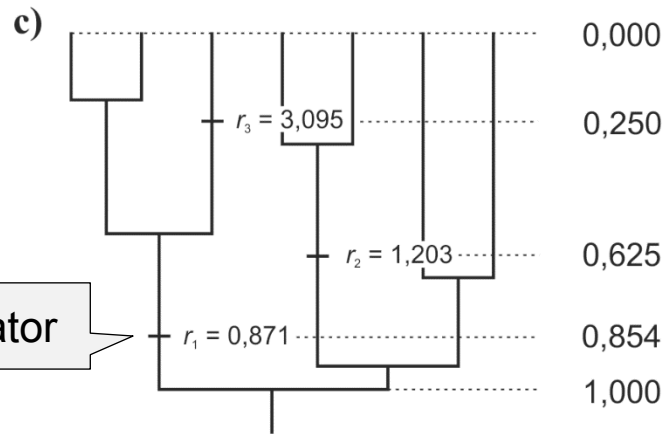 c)
0,000
r₃ = 3,095
0,250
r₂ = 1,203
0,625
ator
r₁ = 0,871
0,854
1,000